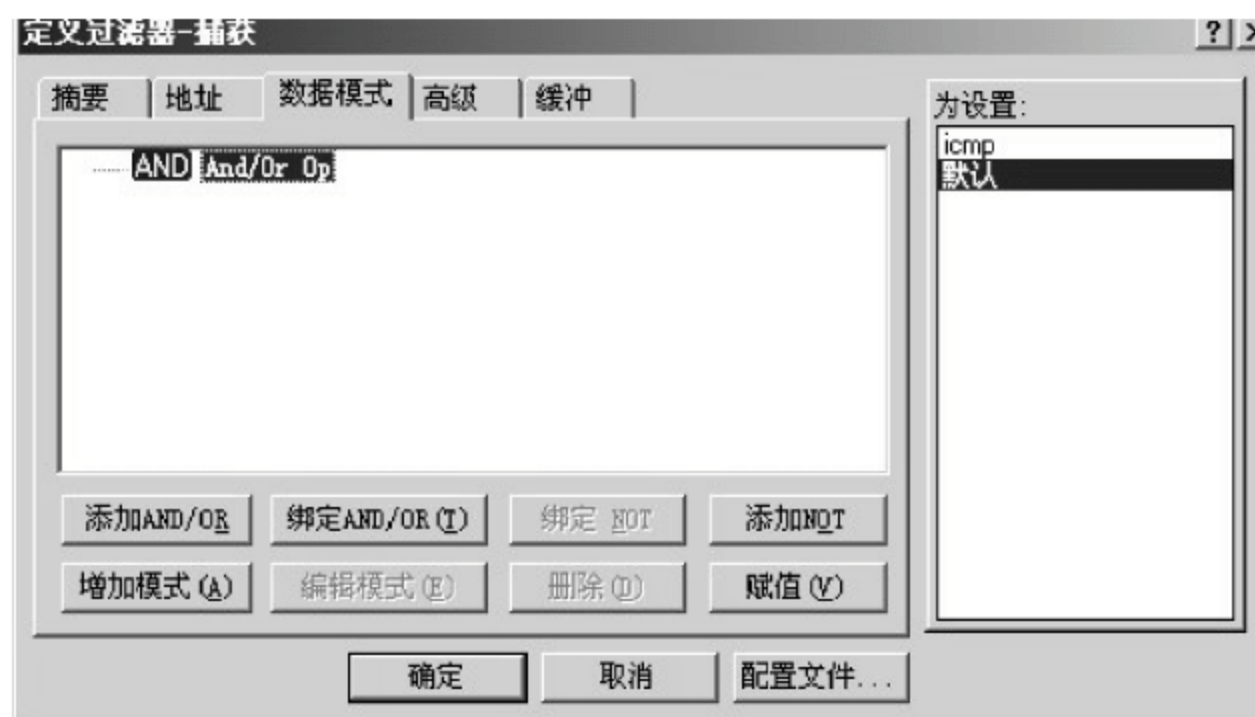 定义过滤器-捕获
? ×
摘要 地址 数据模式 高级 缓冲
AND And/Or Op
添加AND/OR 绑定AND/OR(T) 绑定 NOT 添加NOT
增加模式(A) 编辑模式(E) 册除(D) 赋值(V)
确定 取消 配置文件...
为设置:
icmp
默认